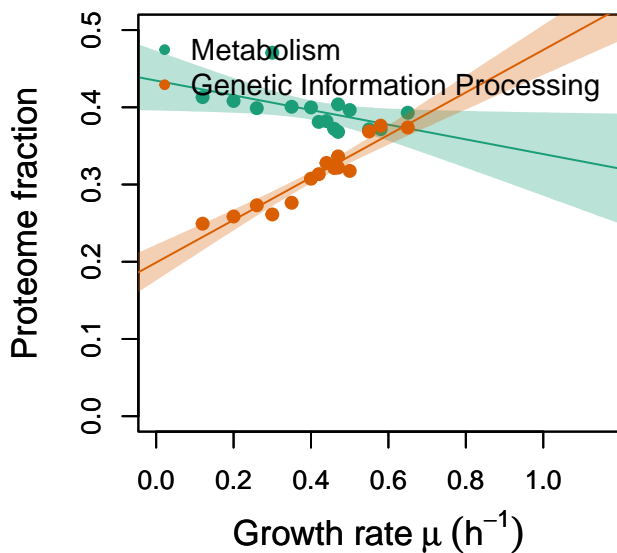 Metabolism
Genetic Information Processing
Proteome fraction
0.5
0.4
0.3
0.2
0.1
0.0
0.0 0.2 0.4 0.6 0.8 1.0
Growth rate μ (h⁻¹)